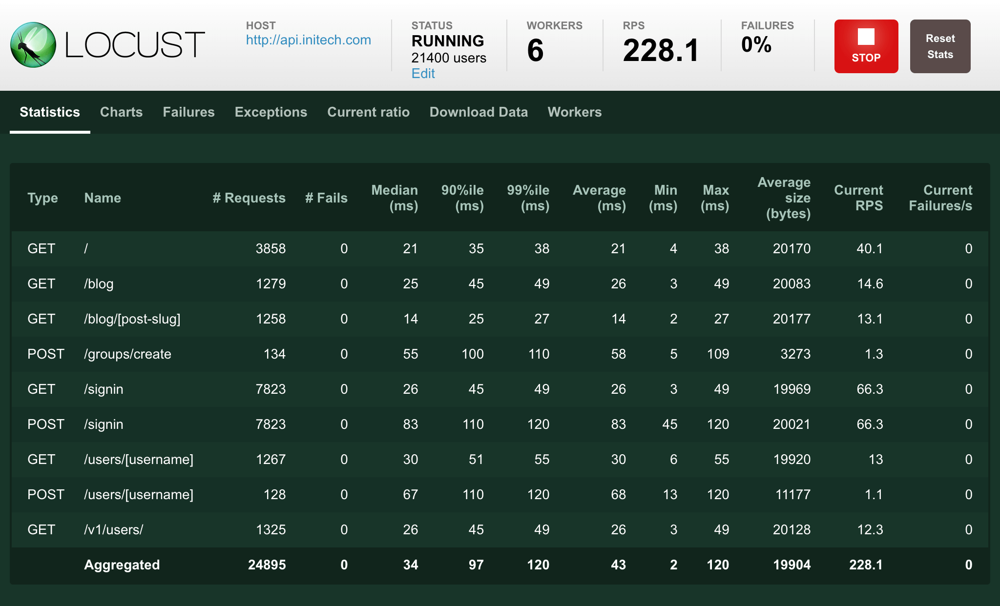 LOCUST
HOST
http://api.initech.com
STATUS
RUNNING
21400 users
Edit
WORKERS
6
RPS
228.1
FAILURES
0%
STOP
Reset
Stats
Statistics Charts Failures Exceptions Current ratio Download Data Workers
Type Name # Requests # Fails Median (ms) 90%ile (ms) 99%ile (ms) Average (ms) Min (ms) Max (ms) Average size (bytes) Current RPS Current Failures/s
GET / 3858 0 21 35 38 21 4 38 20170 40.1 0
GET /blog 1279 0 25 45 49 26 3 49 20083 14.6 0
GET /blog/[post-slug] 1258 0 14 25 27 14 2 27 20177 13.1 0
POST /groups/create 134 0 55 100 110 58 5 109 3273 1.3 0
GET /signin 7823 0 26 45 49 26 3 49 19969 66.3 0
POST /signin 7823 0 83 110 120 83 45 120 20021 66.3 0
GET /users/[username] 1267 0 30 51 55 30 6 55 19920 13 0
POST /users/[username] 128 0 67 110 120 68 13 120 11177 1.1 0
GET /v1/users/ 1325 0 26 45 49 26 3 49 20128 12.3 0
Aggregated 24895 0 34 97 120 43 2 120 19904 228.1 0